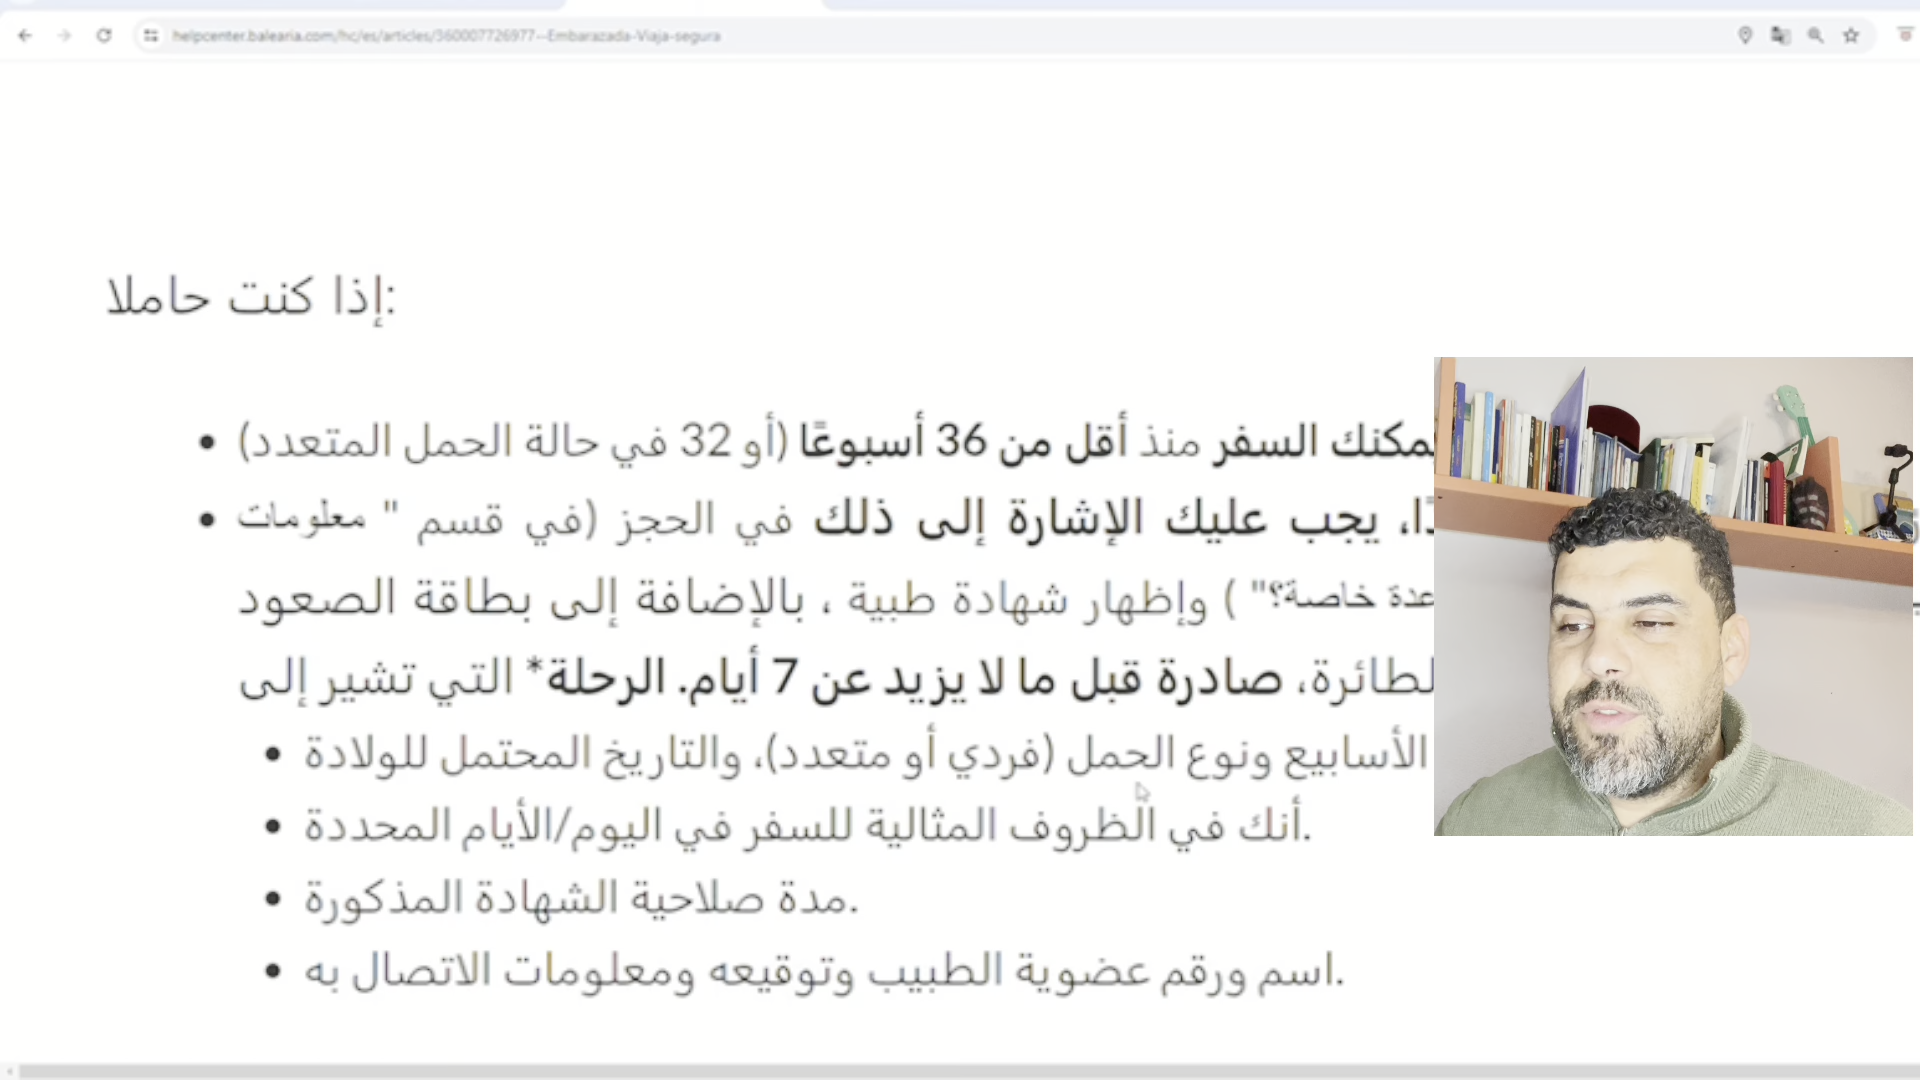 helpcenter.balearia.com/hc/es/articles/360007726977--Embarazada-Viaja-segura
إذا كنت حاملا:
السفر منذ أقل من 36 أسبوعًا (أو 32 في حالة الحمل المتعدد)
يجب عليك الإشارة إلى ذلك في الحجز (في قسم " معلومات
خاصة؟" ) وإظهار شهادة طبية ، بالإضافة إلى بطاقة الصعود
صادرة قبل ما لا يزيد عن 7 أيام. الرحلة* التي تشير إلى
الأسابيع ونوع الحمل (فردي أو متعدد)، والتاريخ المحتمل للولادة
أنك في الظروف المثالية للسفر في اليوم/الأيام المحددة.
مدة صلاحية الشهادة المذكورة.
اسم ورقم عضوية الطبيب وتوقيعه ومعلومات الاتصال به.